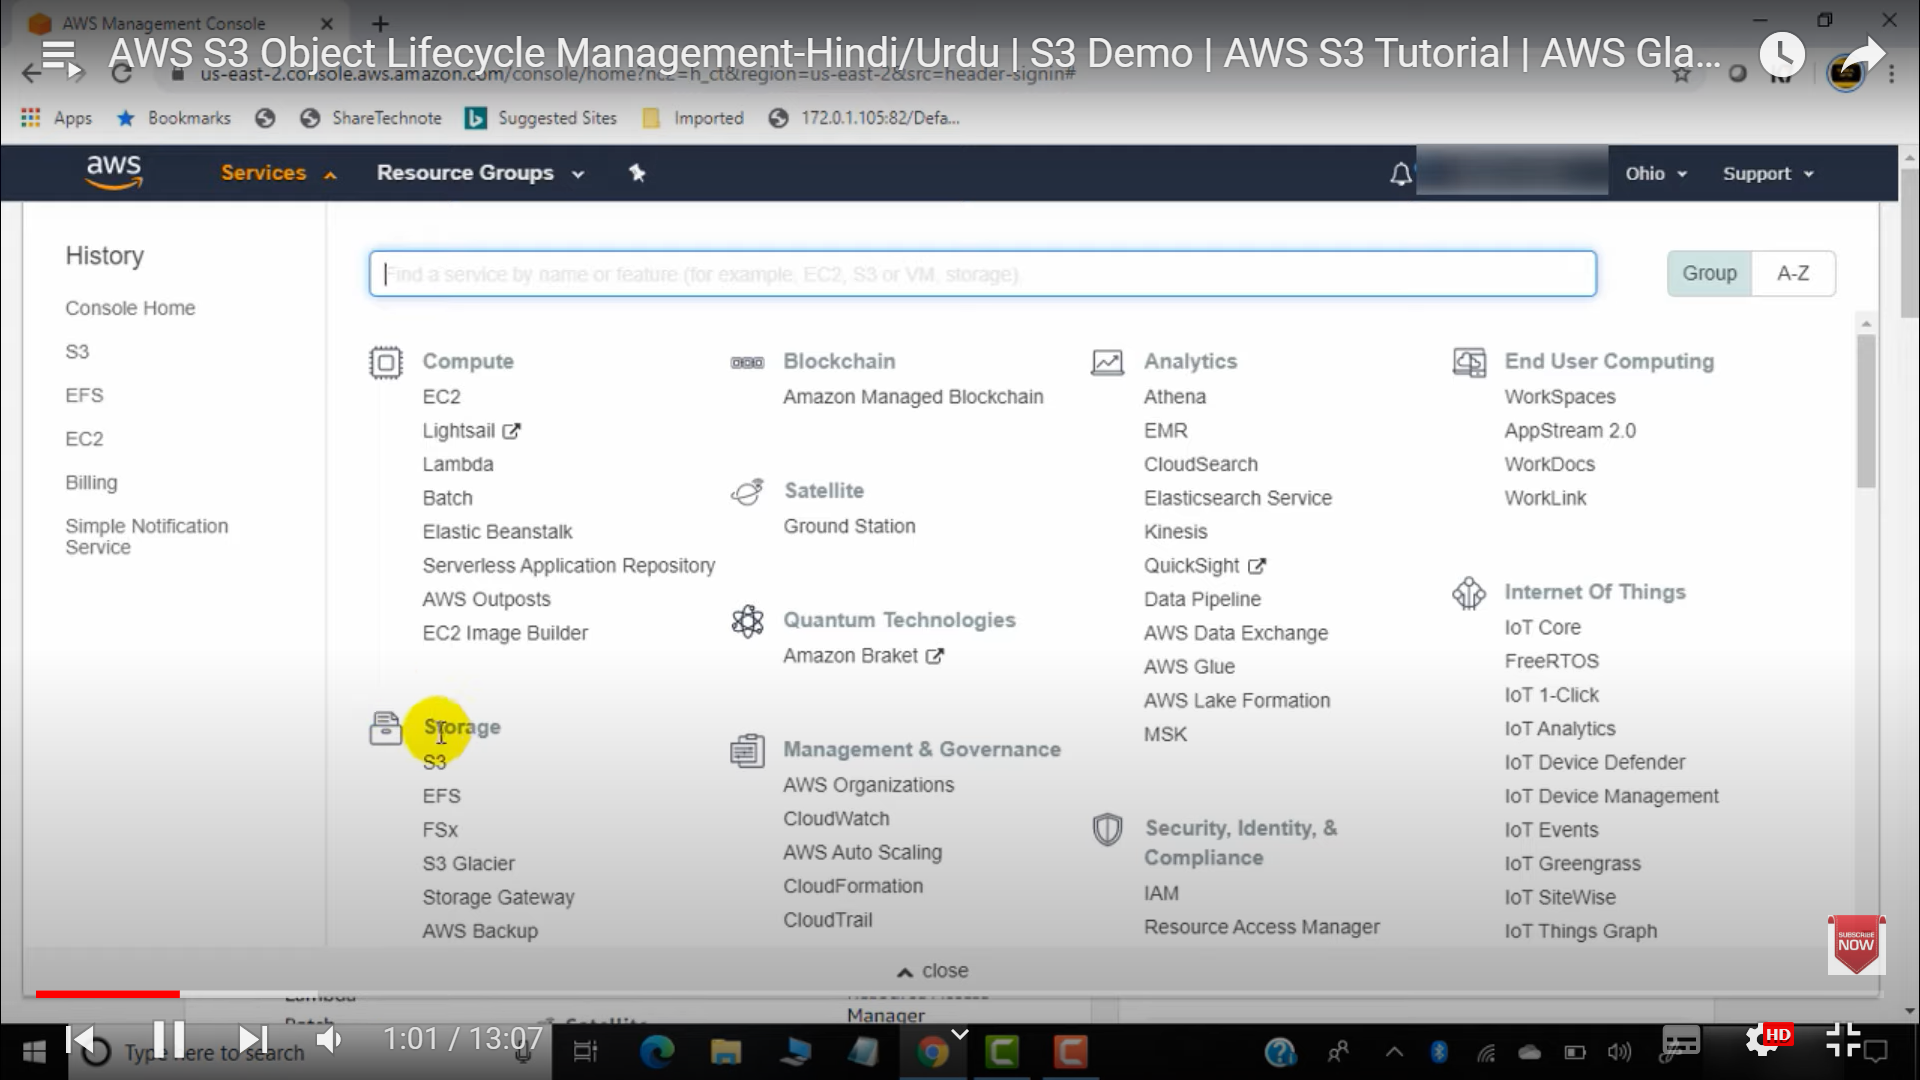 AWS Management Console
AWS S3 Object Lifecycle Management-Hindi/Urdu | S3 Demo | AWS S3 Tutorial | AWS Gla...
us-east-2.console.aws.amazon.com/console/home?nc2=h_ct&region=us-east-2&src=header-signin#
Apps Bookmarks ShareTechnote Suggested Sites Imported 172.0.1.105:82/Defa...
aws Services Resource Groups Ohio Support
History
Console Home
S3
EFS
EC2
Billing
Simple Notification
Service
Find a service by name or feature (for example, EC2, S3 or VM, storage).
Group A-Z
Compute
EC2
Lightsail
Lambda
Batch
Elastic Beanstalk
Serverless Application Repository
AWS Outposts
EC2 Image Builder
Storage
S3
EFS
FSx
S3 Glacier
Storage Gateway
AWS Backup
Blockchain
Amazon Managed Blockchain
Satellite
Ground Station
Quantum Technologies
Amazon Braket
Management & Governance
AWS Organizations
CloudWatch
AWS Auto Scaling
CloudFormation
CloudTrail
Analytics
Athena
EMR
CloudSearch
Elasticsearch Service
Kinesis
QuickSight
Data Pipeline
AWS Data Exchange
AWS Glue
AWS Lake Formation
MSK
Security, Identity, &
Compliance
IAM
Resource Access Manager
End User Computing
WorkSpaces
AppStream 2.0
WorkDocs
WorkLink
Internet Of Things
IoT Core
FreeRTOS
IoT 1-Click
IoT Analytics
IoT Device Defender
IoT Device Management
IoT Events
IoT Greengrass
IoT SiteWise
IoT Things Graph
SUBSCRIBE
NOW
close
Manager
1:01 / 13:07
Type here to search
HD